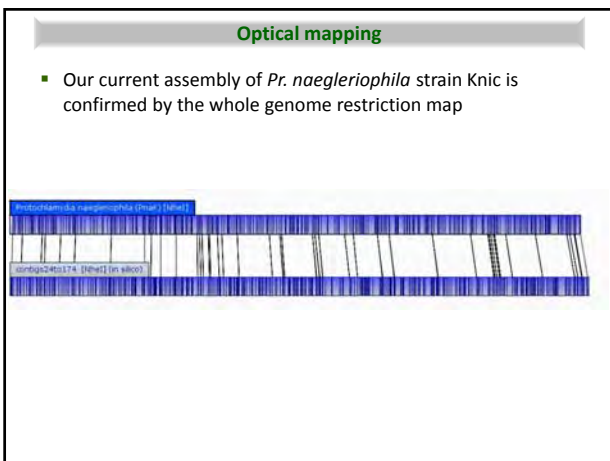 Optical mapping
▪ Our current assembly of Pr. naegleriophila strain Knic is
confirmed by the whole genome restriction map
Protochlamidia naegleriophila (Pnae) [NheI]
contigs24to174 [NheI] (in silico)